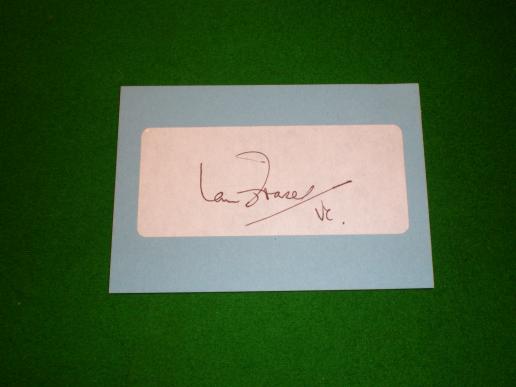 Ian Fraser
VC.